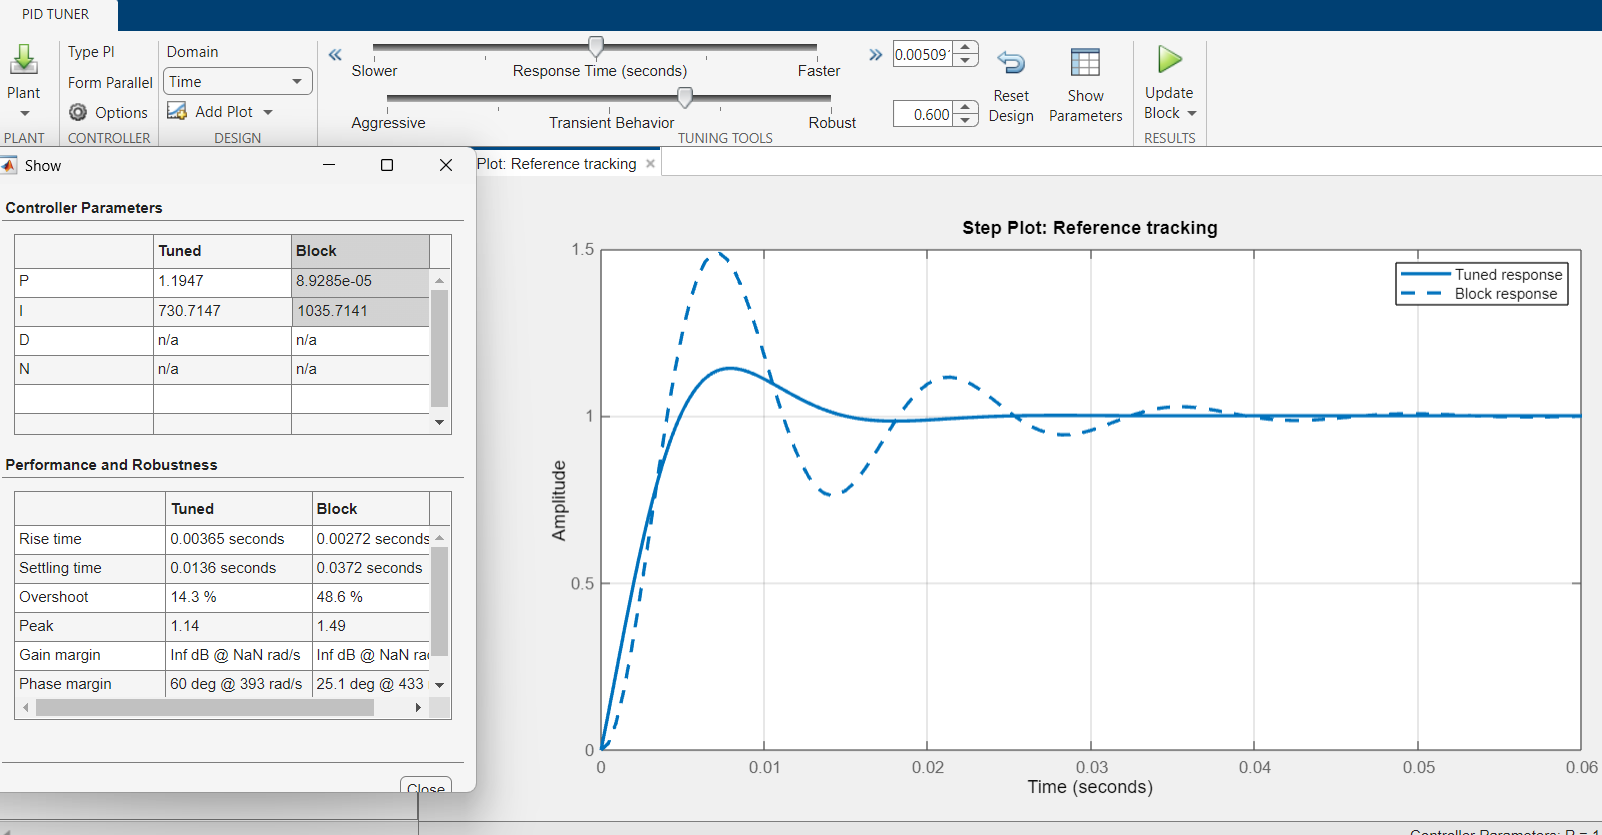 PID TUNER
Plant
PLANT
Type PI
Form Parallel
Options
CONTROLLER
Domain
Time
Add Plot
DESIGN
Slower
Response Time (seconds)
Faster
0.00509
Aggressive
Transient Behavior
Robust
0.600
TUNING TOOLS
Reset
Design
Show
Parameters
Update
Block
RESULTS
Show
Controller Parameters
Tuned Block
P 1.1947 8.9285e-05
I 730.7147 1035.7141
D n/a n/a
N n/a n/a
Performance and Robustness
Tuned Block
Rise time 0.00365 seconds 0.00272 seconds
Settling time 0.0136 seconds 0.0372 seconds
Overshoot 14.3 % 48.6 %
Peak 1.14 1.49
Gain margin Inf dB @ NaN rad/s Inf dB @ NaN ra
Phase margin 60 deg @ 393 rad/s 25.1 deg @ 433
Close
Plot: Reference tracking
Step Plot: Reference tracking
Tuned response
Block response
1.5
1
0.5
0
Amplitude
0 0.01 0.02 0.03 0.04 0.05 0.06
Time (seconds)
Controller Parameters: P = 1